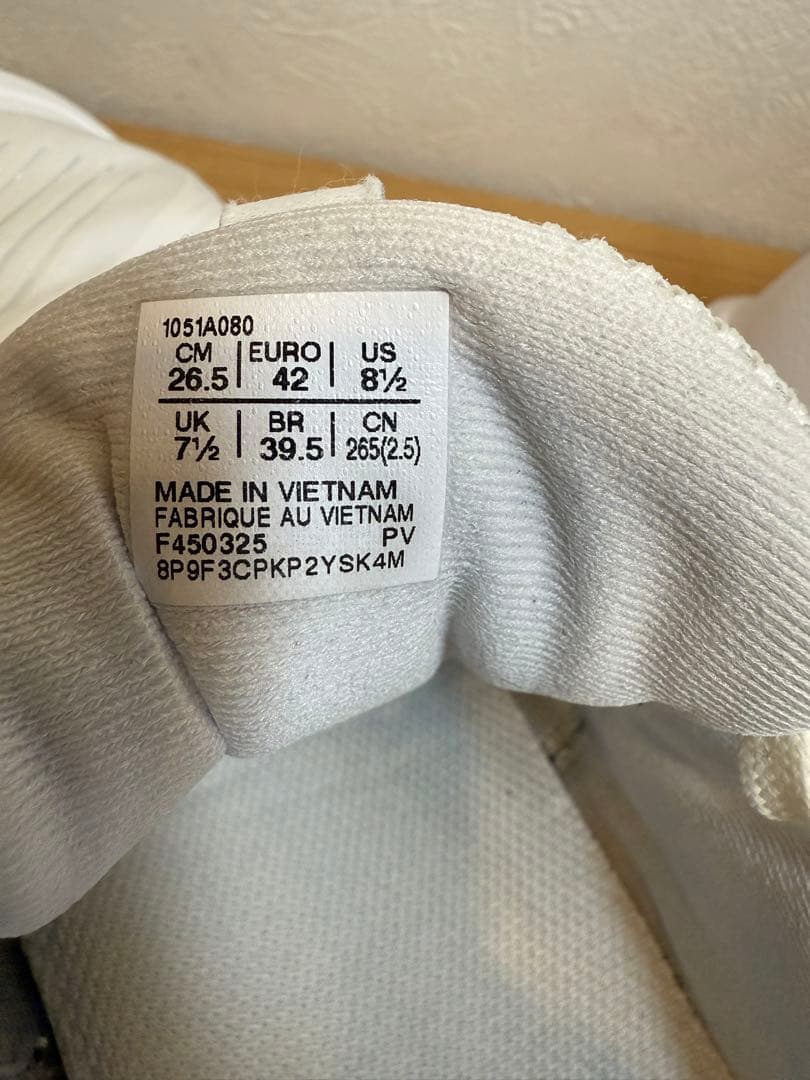 1051A080
CM | EURO | US
26.5 | 42 | 8½
UK | BR | CN
7½ | 39.5 | 265(2.5)
MADE IN VIETNAM
FABRIQUE AU VIETNAM
F450325 PV
8P9F3CPKP2YSK4M